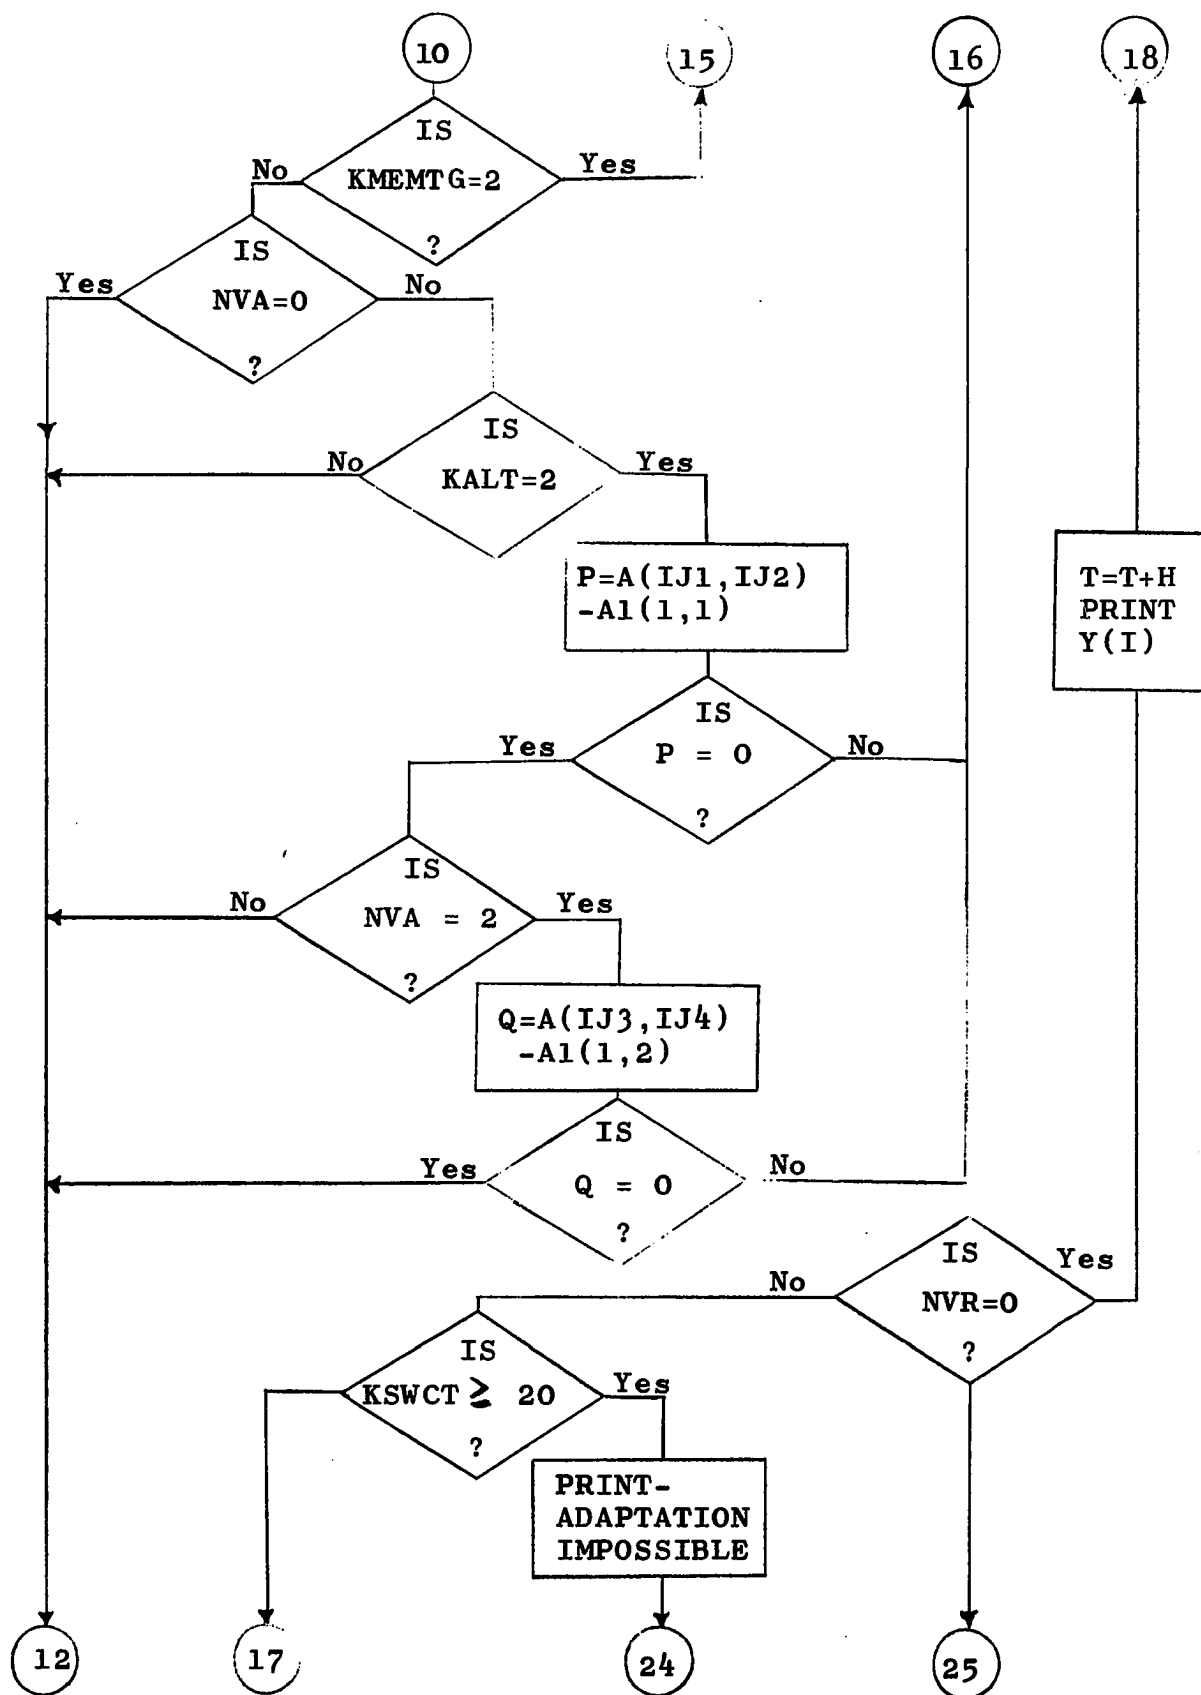 10
15
16
18
IS
KMEMTG=2
?
No
Yes
IS
NVA=0
?
Yes
No
IS
KALT=2
No
Yes
P=A(IJ1,IJ2)
-A1(1,1)
T=T+H
PRINT
Y(I)
IS
P = 0
?
Yes
No
IS
NVA = 2
?
No
Yes
Q=A(IJ3,IJ4)
-A1(1,2)
IS
Q = 0
?
Yes
No
IS
NVR=0
?
No
Yes
IS
KSWCT ≥ 20
?
Yes
PRINT-
ADAPTATION
IMPOSSIBLE
12
17
24
25